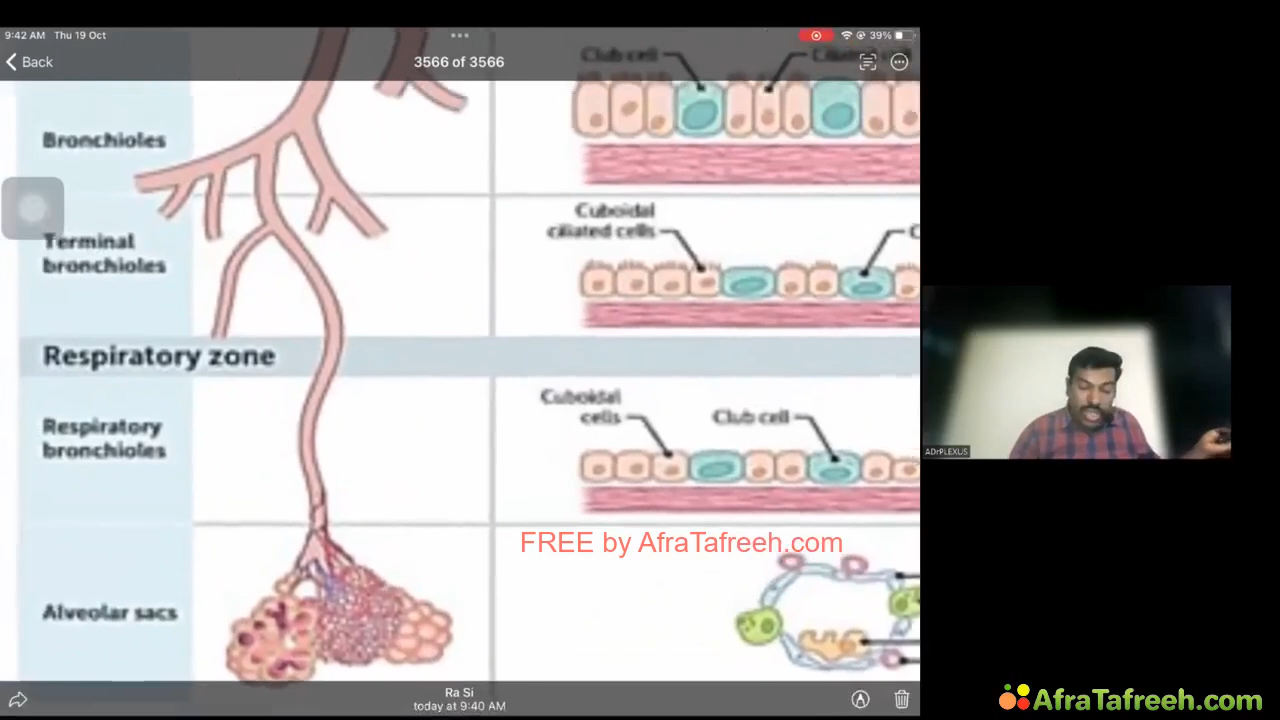 9:42 AM Thu 19 Oct
39%
Back
3566 of 3566
Club cell
Bronchioles
Cuboidal
ciliated cells
Terminal
bronchioles
Respiratory zone
Cuboidal
cells
Club cell
Respiratory
bronchioles
FREE by AfraTafreeh.com
Alveolar sacs
ADrPLEXUS
Ra Si
today at 9:40 AM
AfraTafreeh.com